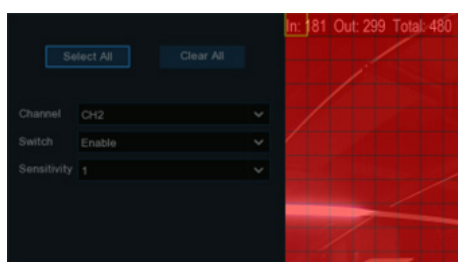 In: 181 Out: 299 Total: 480
Select All Clear All
Channel CH2
Switch Enable
Sensitivity 1